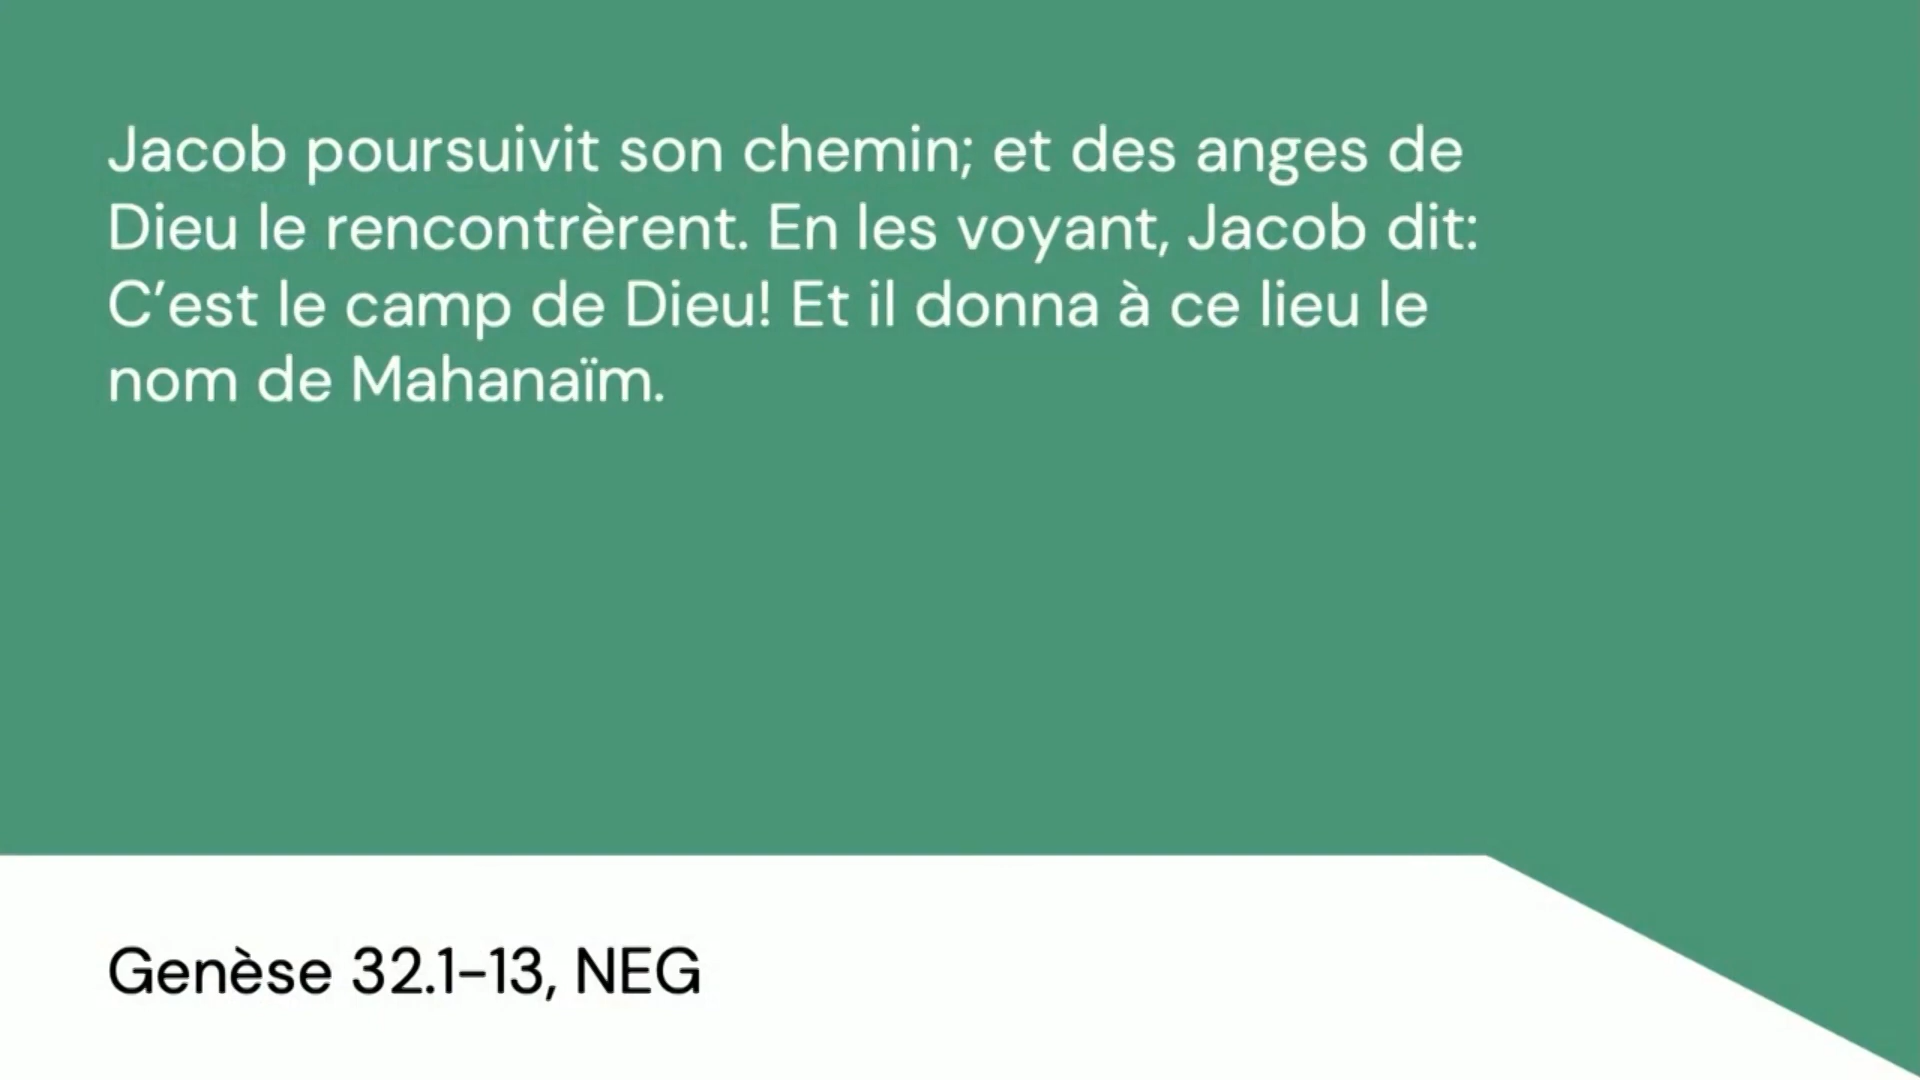 Jacob poursuivit son chemin; et des anges de
Dieu le rencontrèrent. En les voyant, Jacob dit:
C’est le camp de Dieu! Et il donna à ce lieu le
nom de Mahanaïm.
Genèse 32.1–13, NEG